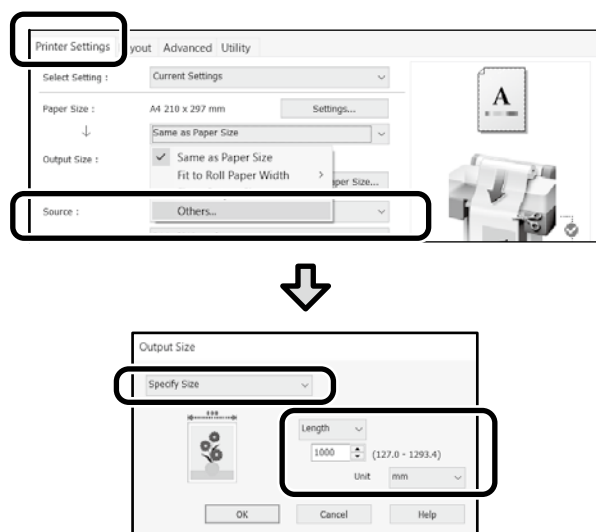 Printer Settings
yout
Advanced
Utility
Select Setting :
Current Settings
Paper Size :
A4 210 x 297 mm
Settings...
Same as Paper Size
Output Size :
Same as Paper Size
Fit to Roll Paper Width
aper Size...
Source :
Others...
A
Output Size
Specify Size
Length
1000
(127.0 - 1293.4)
Unit
mm
OK
Cancel
Help